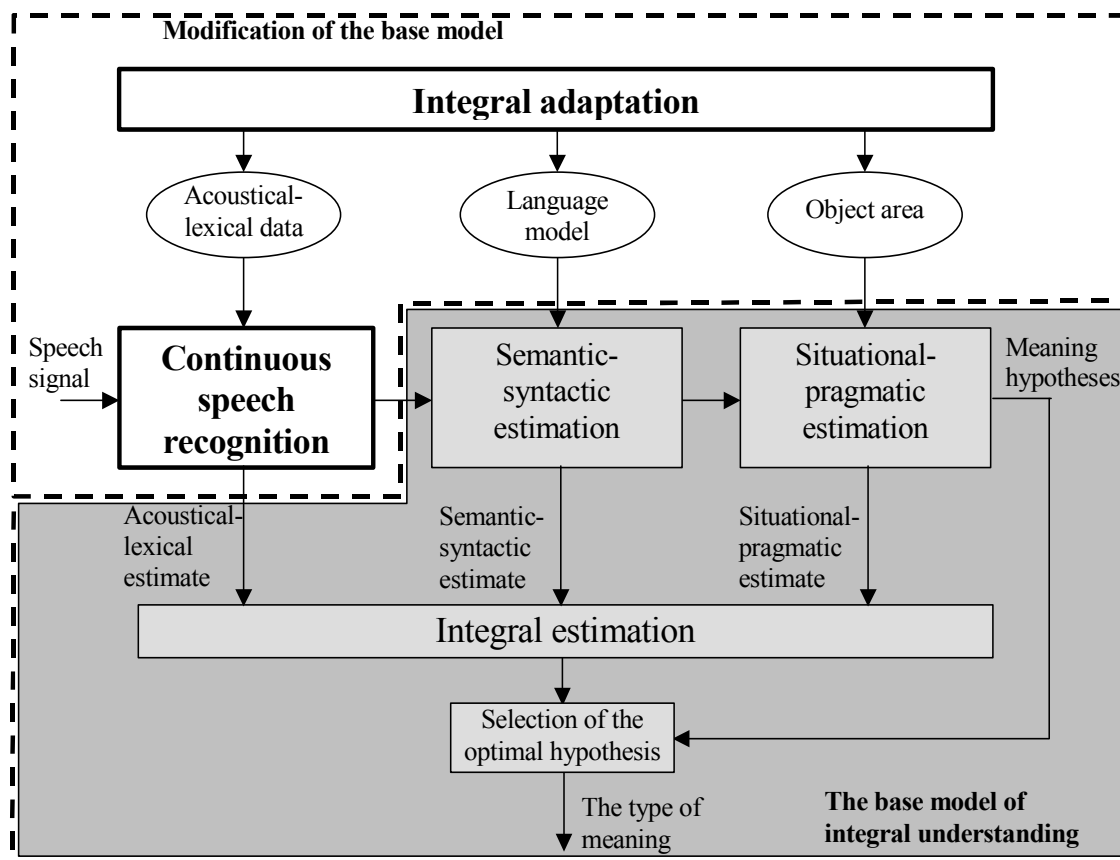 Modification of the base model
Integral adaptation
Acoustical-
lexical data
Language
model
Object area
Speech
signal
Continuous
speech
recognition
Semantic-
syntactic
estimation
Situational-
pragmatic
estimation
Meaning
hypotheses
Acoustical-
lexical
estimate
Semantic-
syntactic
estimate
Situational-
pragmatic
estimate
Integral estimation
Selection of the
optimal hypothesis
The type of
meaning
The base model of
integral understanding